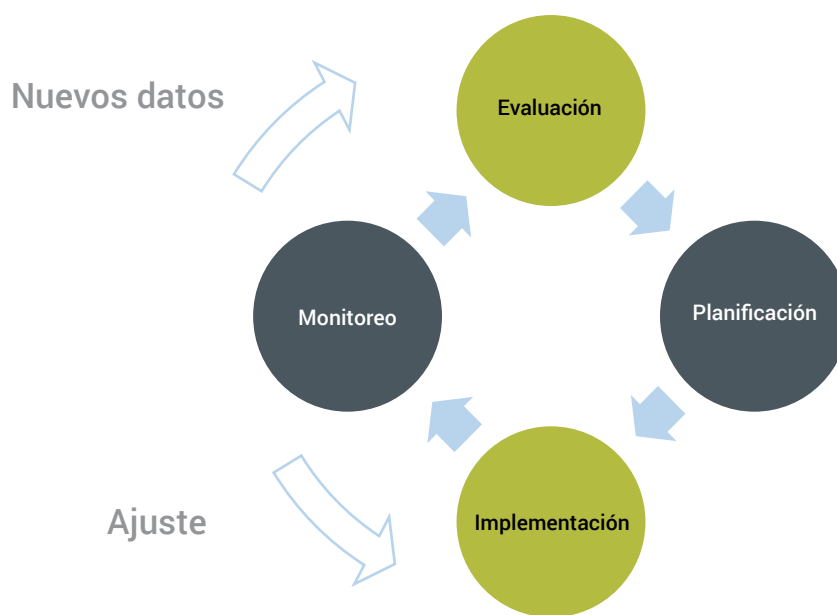 Nuevos datos
Evaluación
Monitoreo
Planificación
Ajuste
Implementación